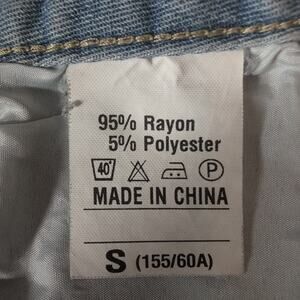 95% Rayon
5% Polyester
40° P
MADE IN CHINA
S (155/60A)